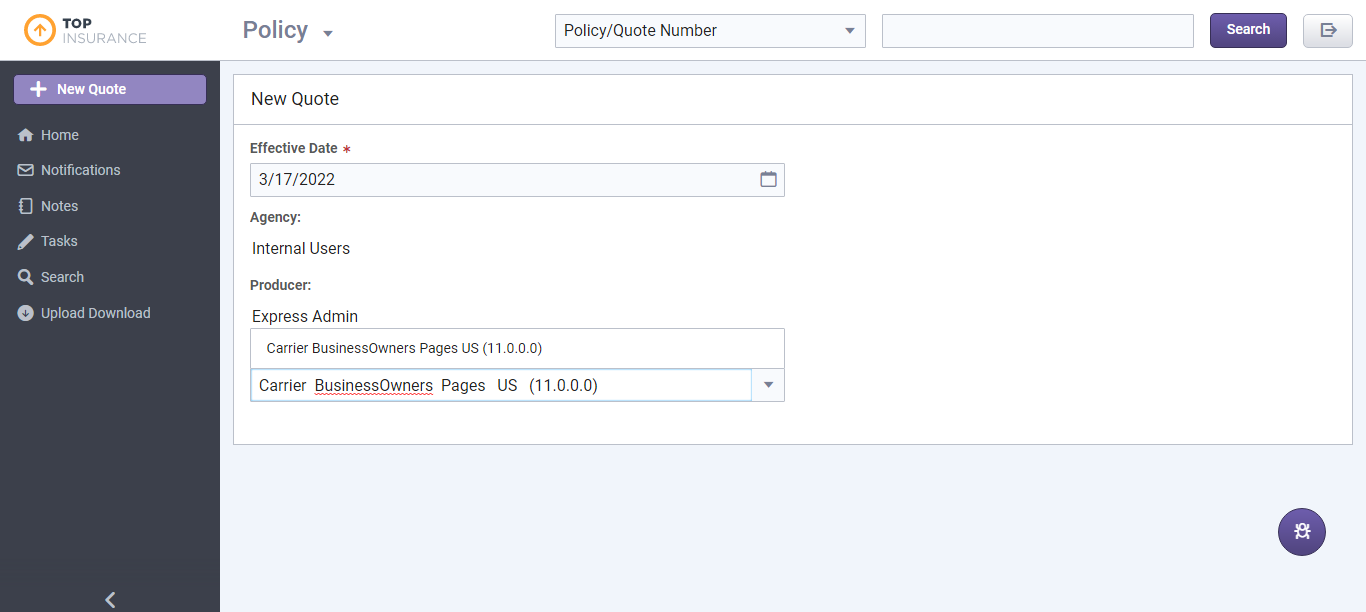 TOP
INSURANCE
Policy
Policy/Quote Number
Search
New Quote
Home
Notifications
Notes
Tasks
Search
Upload Download
New Quote
Effective Date *
3/17/2022
Agency:
Internal Users
Producer:
Express Admin
Carrier BusinessOwners Pages US (11.0.0.0)
Carrier BusinessOwners Pages US (11.0.0.0)